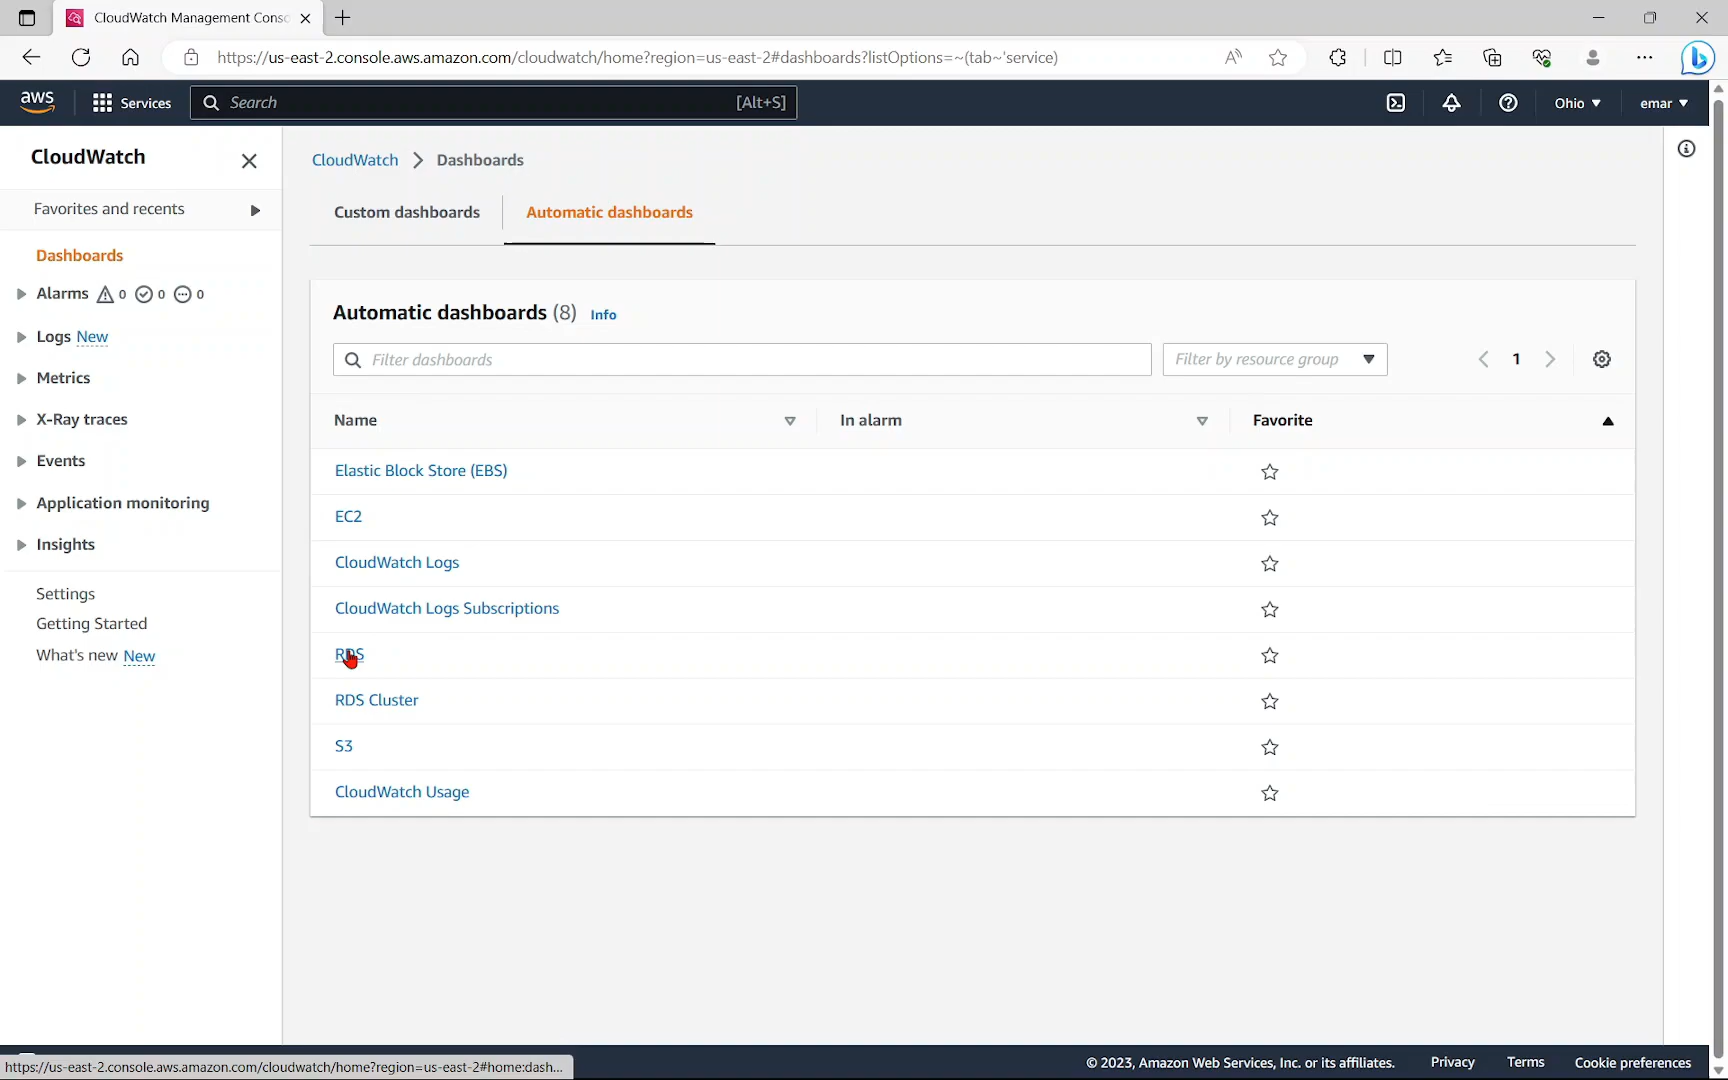 CloudWatch Management Consc
https://us-east-2.console.aws.amazon.com/cloudwatch/home?region=us-east-2#dashboards?listOptions=~(tab~'service)
aws
Services
Search
[Alt+S]
Ohio
emar
CloudWatch
Favorites and recents
Dashboards
Alarms 0 0 0
Logs New
Metrics
X-Ray traces
Events
Application monitoring
Insights
Settings
Getting Started
What's new New
CloudWatch > Dashboards
Custom dashboards
Automatic dashboards
Automatic dashboards (8) Info
Filter dashboards
Filter by resource group
1
Name
In alarm
Favorite
Elastic Block Store (EBS)
EC2
CloudWatch Logs
CloudWatch Logs Subscriptions
RDS
RDS Cluster
S3
CloudWatch Usage
https://us-east-2.console.aws.amazon.com/cloudwatch/home?region=us-east-2#home:dash...
© 2023, Amazon Web Services, Inc. or its affiliates.
Privacy
Terms
Cookie preferences